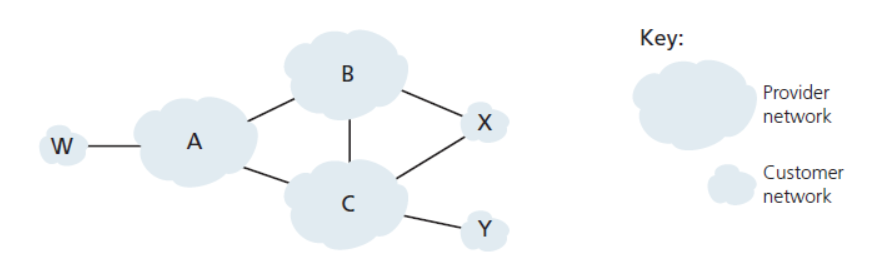 Key:
B
Provider
network
X
W
A
Customer
network
C
Y